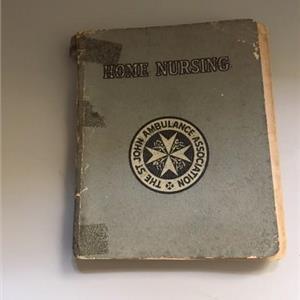 HOME NURSING
THE ST JOHN AMBULANCE ASSOCIATION